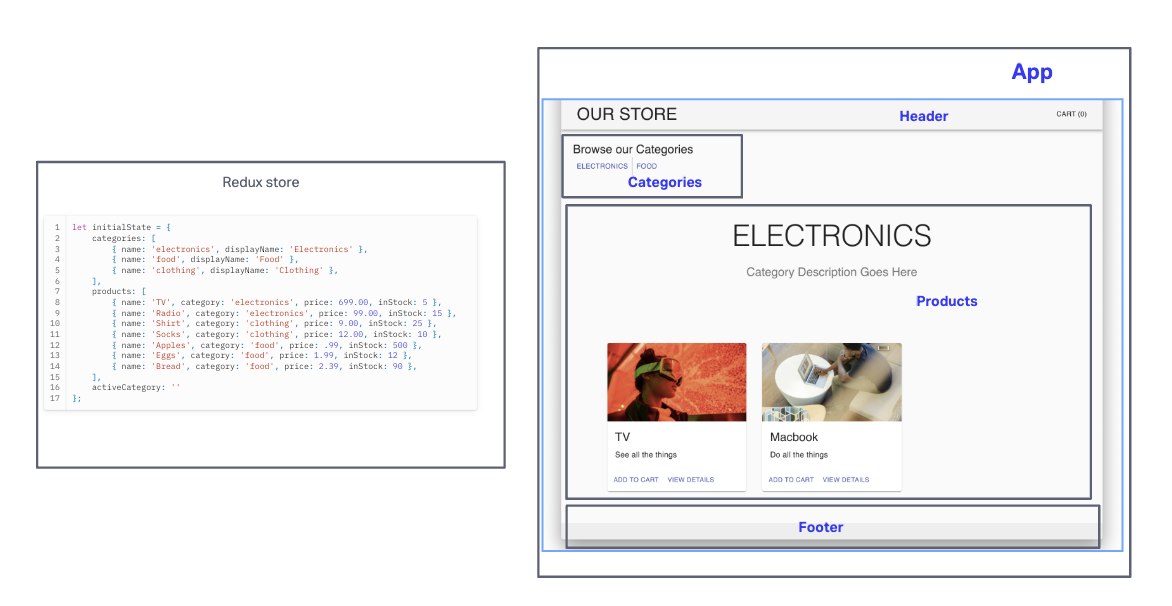 Redux store
1 let initialState = {
2 categories: [
3 { name: 'electronics', displayName: 'Electronics' },
4 { name: 'food', displayName: 'Food' },
5 { name: 'clothing', displayName: 'Clothing' },
6 ],
7 products: [
8 { name: 'TV', category: 'electronics', price: 699.00, inStock: 5 },
9 { name: 'Radio', category: 'electronics', price: 99.00, inStock: 15 },
10 { name: 'Shirt', category: 'clothing', price: 9.00, inStock: 25 },
11 { name: 'Socks', category: 'clothing', price: 12.00, inStock: 10 },
12 { name: 'Apples', category: 'food', price: .99, inStock: 500 },
13 { name: 'Eggs', category: 'food', price: 1.99, inStock: 12 },
14 { name: 'Bread', category: 'food', price: 2.39, inStock: 90 },
15 ],
16 activeCategory: ''
17 };
App
OUR STORE Header CART (0)
Browse our Categories
ELECTRONICS FOOD
Categories
ELECTRONICS
Category Description Goes Here
Products
TV
See all the things
ADD TO CART VIEW DETAILS
Macbook
Do all the things
ADD TO CART VIEW DETAILS
Footer